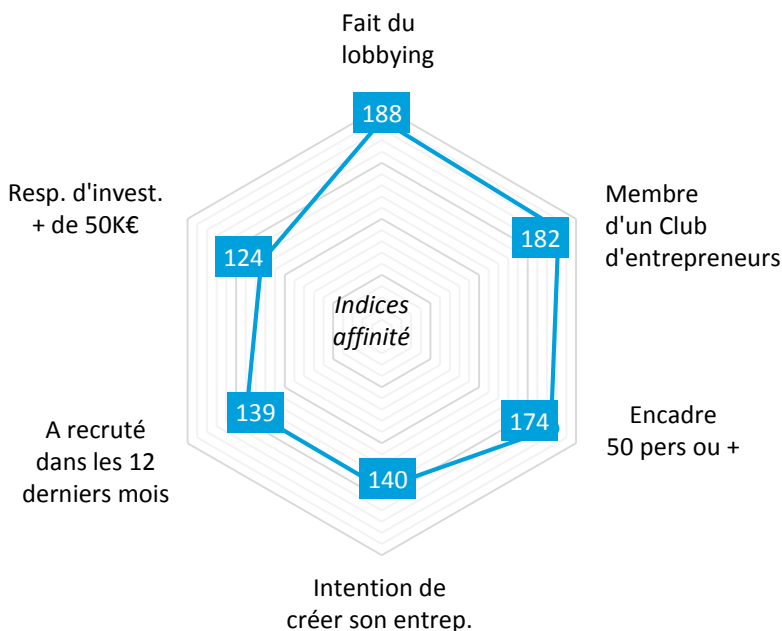 Fait du
lobbying
188
Membre
d'un Club
d'entrepreneurs
182
Encadre
50 pers ou +
174
Intention de
créer son entrep.
140
A recruté
dans les 12
derniers mois
139
Resp. d'invest.
+ de 50K€
124
Indices
affinité